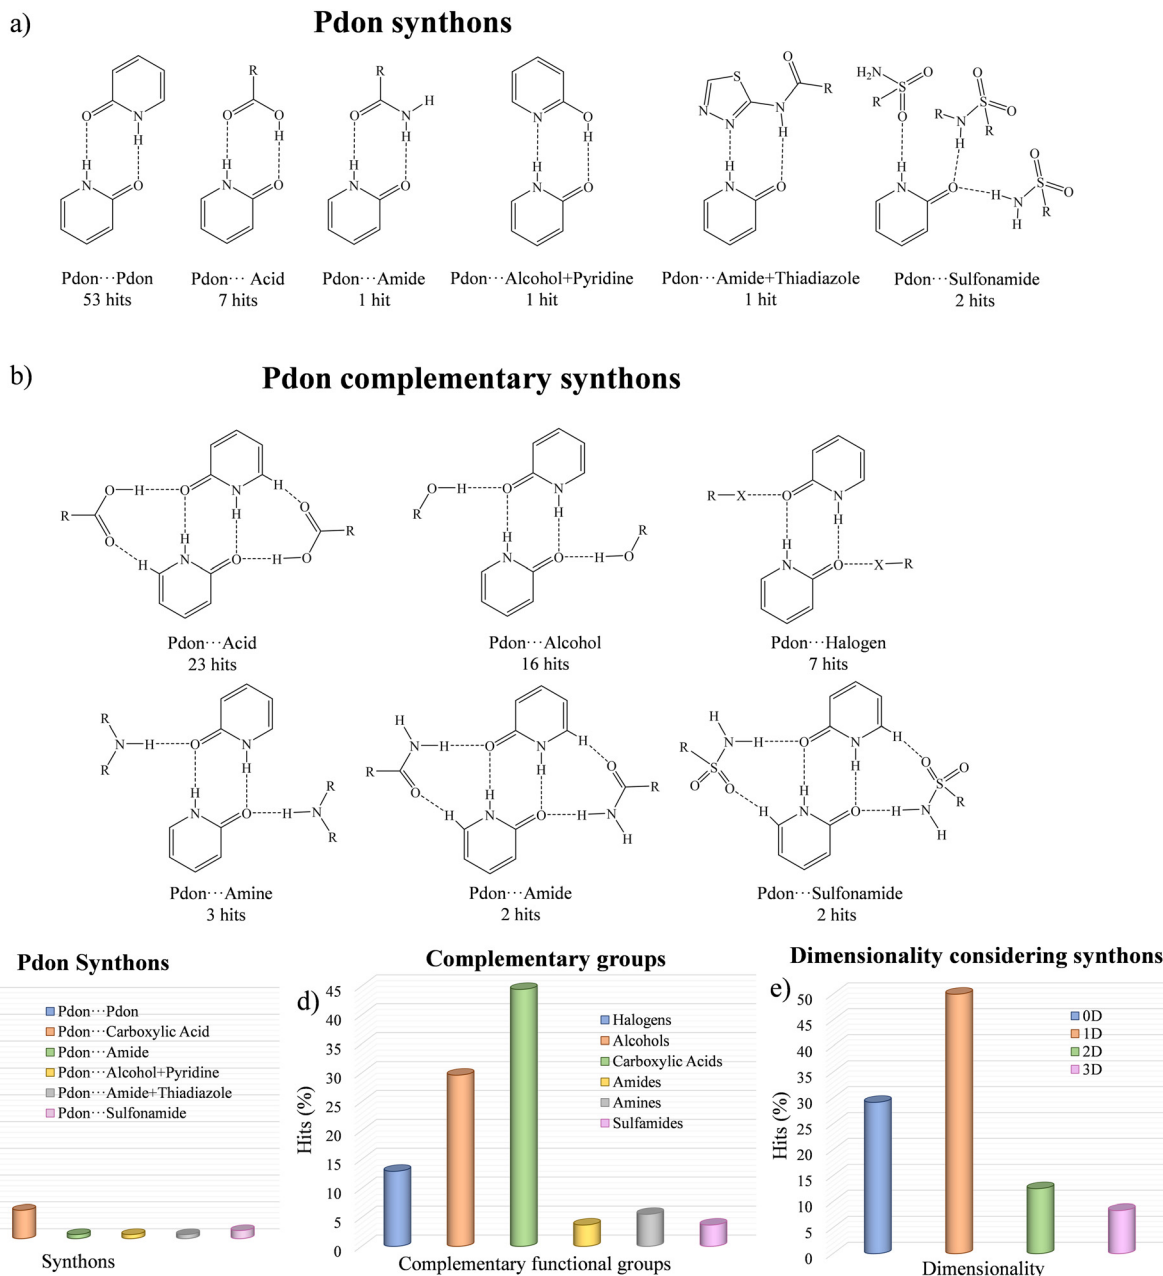 a)
Pdon synthons
R
O
N
H
O
O
H
R
O
N
H
H
N
O
H
N
N
S
N
H
O
R
H₂N
S
O
R
O
R
N
H
S
O
O
R
H
N
O
H
N
O
H
N
O
H
N
O
H
N
O
H
N
O
H
N
H
S
O
O
R
Pdon···Pdon
53 hits
Pdon··· Acid
7 hits
Pdon···Amide
1 hit
Pdon···Alcohol+Pyridine
1 hit
Pdon···Amide+Thiadiazole
1 hit
Pdon···Sulfonamide
2 hits
b)
Pdon complementary synthons
R
O
H
O
O
N
H
H
O
R
H
O
H
N
O
H
R
O
H
O
N
H
H
N
O
H
O
R
R
X
O
N
H
H
N
O
X
R
Pdon···Acid
23 hits
Pdon···Alcohol
16 hits
Pdon···Halogen
7 hits
R
N
H
R
O
N
H
H
N
O
H
N
R
R
H
N
H
R
O
O
N
H
H
O
R
H
H
N
O
H
N
H
H
N
H
R
S
O
O
O
N
H
H
O
S
O
R
H
H
N
O
H
N
H
Pdon···Amine
3 hits
Pdon···Amide
2 hits
Pdon···Sulfonamide
2 hits
Pdon Synthons
Pdon···Pdon
Pdon···Carboxylic Acid
Pdon···Amide
Pdon···Alcohol+Pyridine
Pdon···Amide+Thiadiazole
Pdon···Sulfonamide
Synthons
Complementary groups
d)
Hits (%)
45
40
35
30
25
20
15
10
5
0
Halogens
Alcohols
Carboxylic Acids
Amides
Amines
Sulfamides
Complementary functional groups
Dimensionality considering synthons
e)
Hits (%)
50
45
40
35
30
25
20
15
10
5
0
0D
1D
2D
3D
Dimensionality